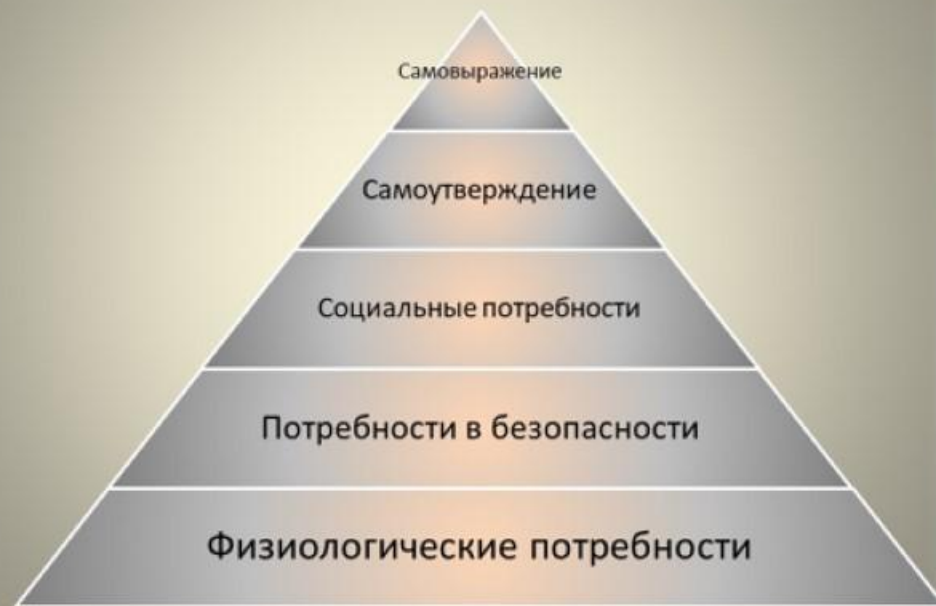 Самовыражение
Самоутверждение
Социальные потребности
Потребности в безопасности
Физиологические потребности